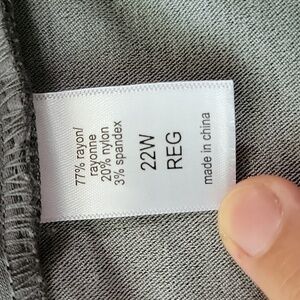 77% rayon/
rayonne
20% nylon
3% spandex
22W
REG
made in china